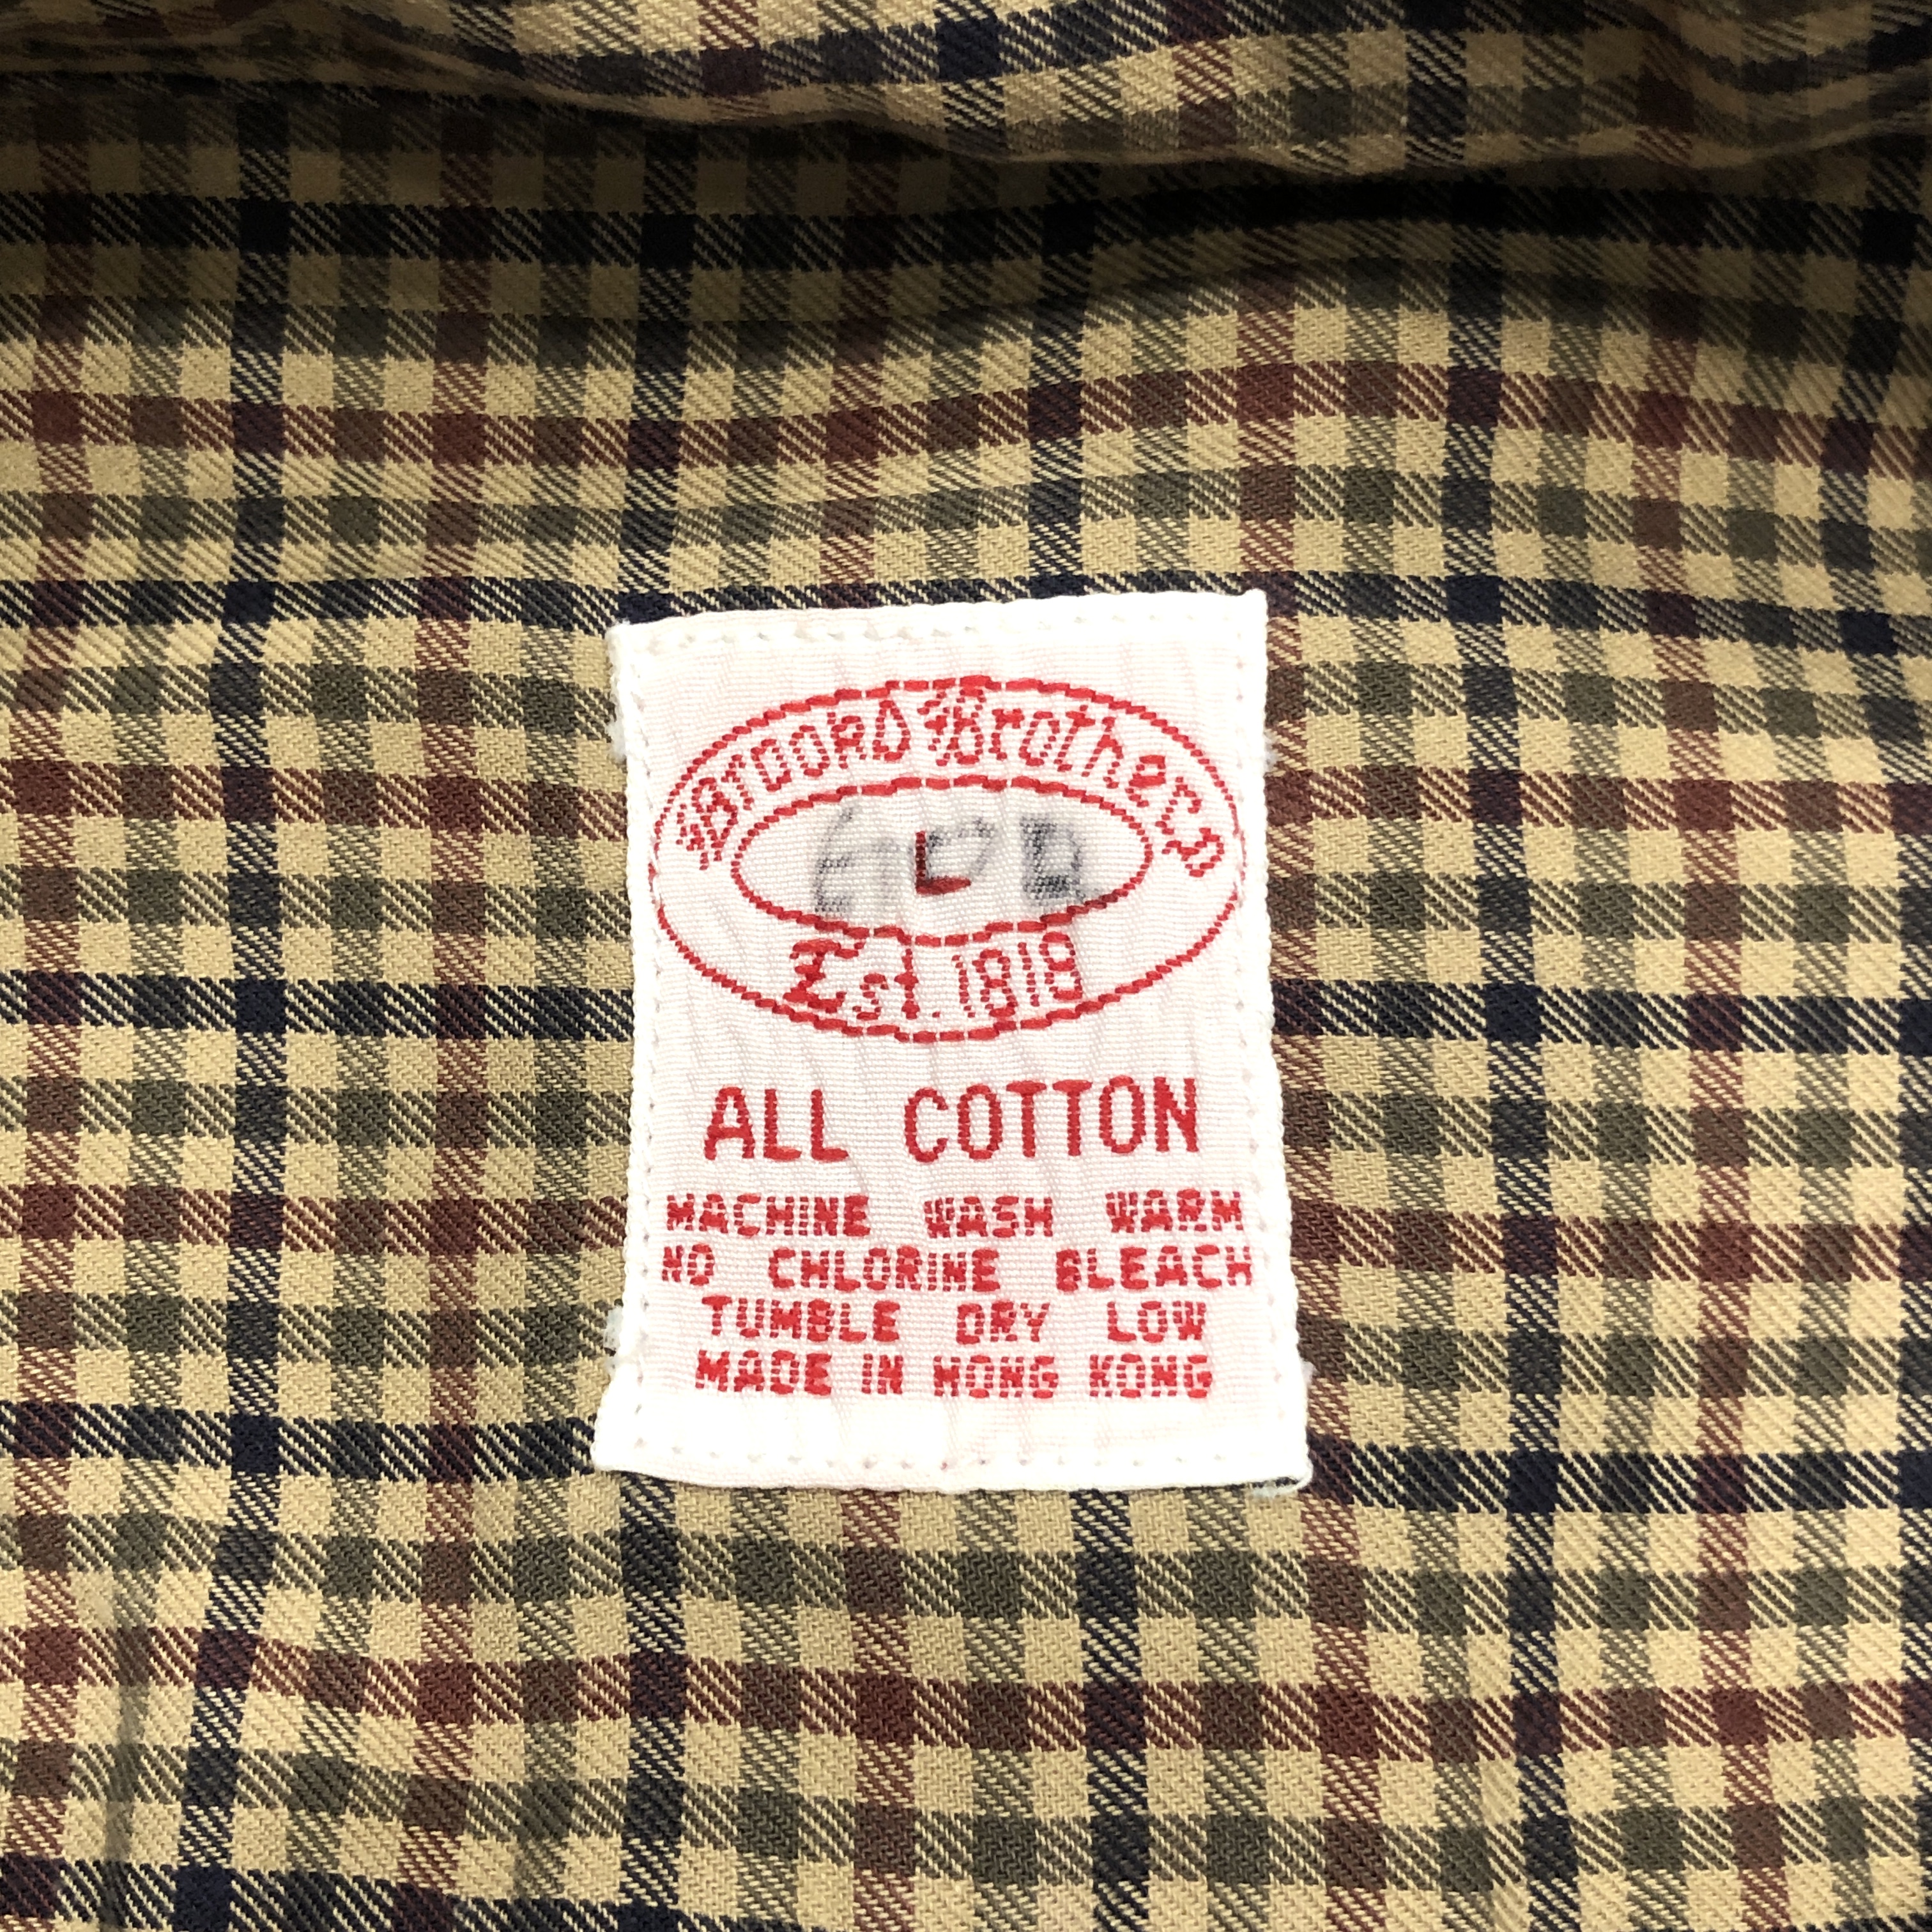 Brooks Brothers
L
Est. 1818
ALL COTTON
MACHINE WASH WARM
NO CHLORINE BLEACH
TUMBLE DRY LOW
MADE IN HONG KONG